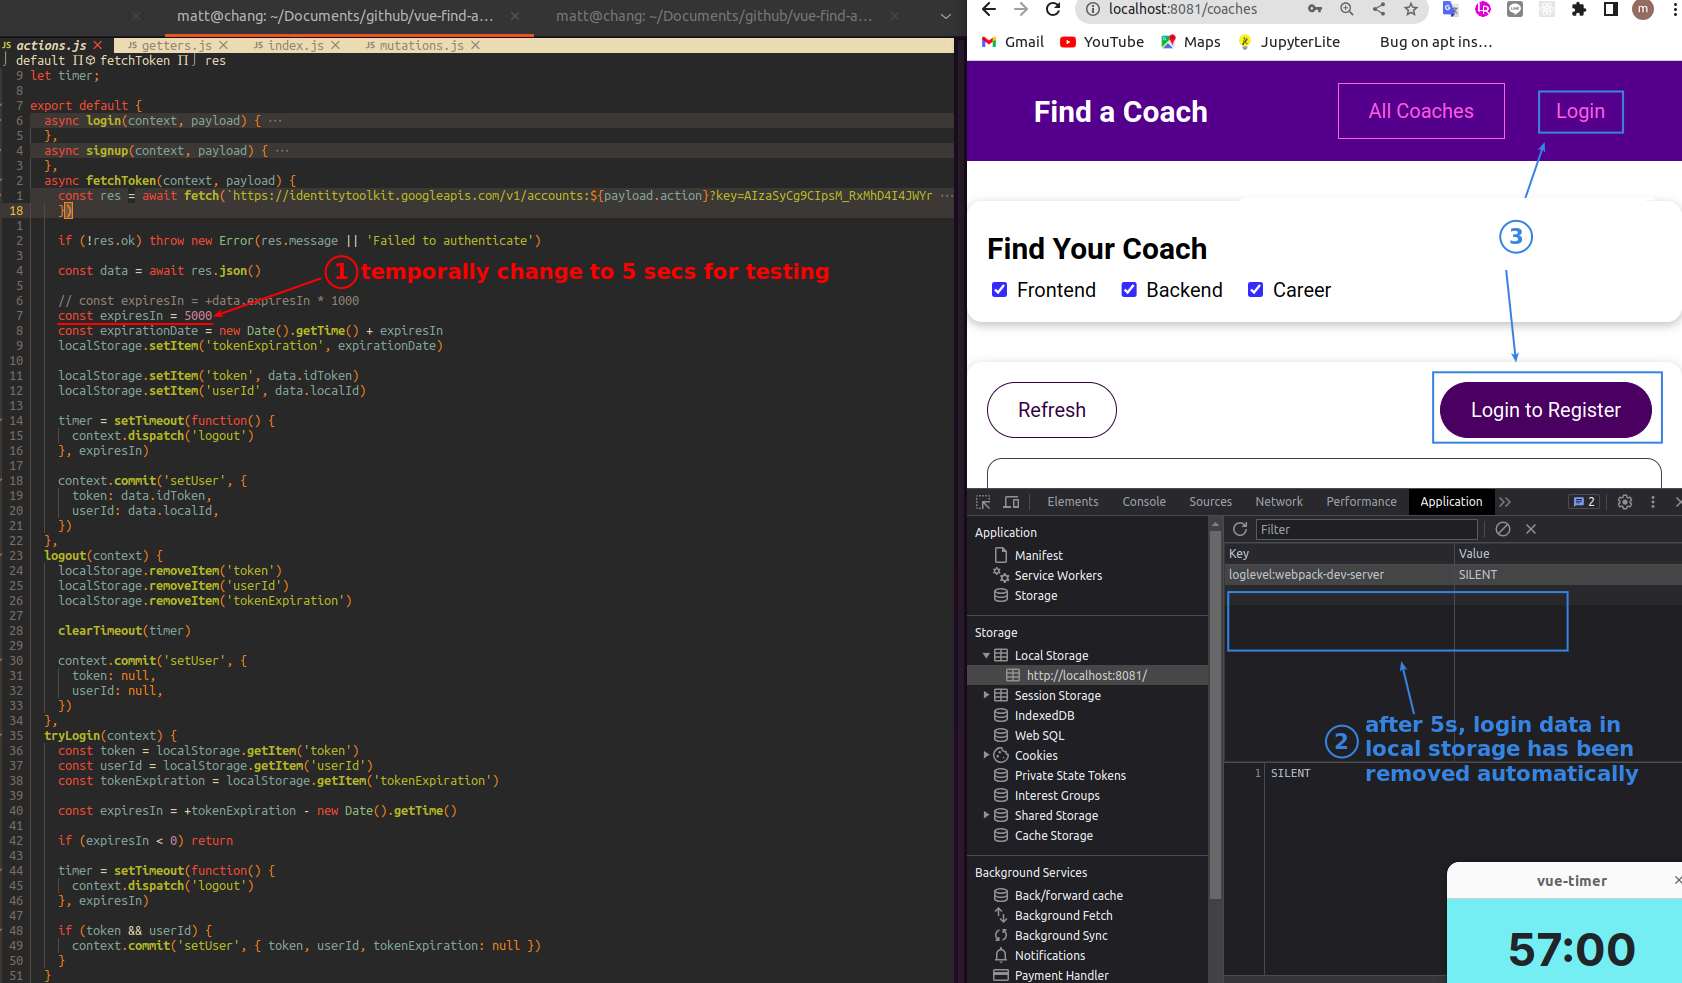 matt@chang: ~/Documents/github/vue-find-a...
matt@chang: ~/Documents/github/vue-find-a...
JS actions.js
JS getters.js
JS index.js
JS mutations.js
default
fetchToken
res
9 let timer;
8
7 export default {
6 async login(context, payload) { ···
5 },
4 async signup(context, payload) { ···
3 },
2 async fetchToken(context, payload) {
1 const res = await fetch(`https://identitytoolkit.googleapis.com/v1/accounts:${payload.action}?key=AIzaSyCg9CIpsM_RxMhD4I4JWYr ···
18 })
1
2 if (!res.ok) throw new Error(res.message || 'Failed to authenticate')
3
4 const data = await res.json()
5
6 // const expiresIn = +data.expiresIn * 1000
7 const expiresIn = 5000
8 const expirationDate = new Date().getTime() + expiresIn
9 localStorage.setItem('tokenExpiration', expirationDate)
10
11 localStorage.setItem('token', data.idToken)
12 localStorage.setItem('userId', data.localId)
13
14 timer = setTimeout(function() {
15 context.dispatch('logout')
16 }, expiresIn)
17
18 context.commit('setUser', {
19 token: data.idToken,
20 userId: data.localId,
21 })
22 },
23 logout(context) {
24 localStorage.removeItem('token')
25 localStorage.removeItem('userId')
26 localStorage.removeItem('tokenExpiration')
27
28 clearTimeout(timer)
29
30 context.commit('setUser', {
31 token: null,
32 userId: null,
33 })
34 },
35 tryLogin(context) {
36 const token = localStorage.getItem('token')
37 const userId = localStorage.getItem('userId')
38 const tokenExpiration = localStorage.getItem('tokenExpiration')
39
40 const expiresIn = +tokenExpiration - new Date().getTime()
41
42 if (expiresIn < 0) return
43
44 timer = setTimeout(function() {
45 context.dispatch('logout')
46 }, expiresIn)
47
48 if (token && userId) {
49 context.commit('setUser', { token, userId, tokenExpiration: null })
50 }
51 }
1 temporally change to 5 secs for testing
localhost:8081/coaches
m
Gmail
YouTube
Maps
JupyterLite
Bug on apt ins...
Find a Coach
All Coaches
Login
3
Find Your Coach
Frontend
Backend
Career
Refresh
Login to Register
Elements
Console
Sources
Network
Performance
Application
2
Application
Manifest
Service Workers
Storage
Storage
Local Storage
http://localhost:8081/
Session Storage
IndexedDB
Web SQL
Cookies
Private State Tokens
Interest Groups
Shared Storage
Cache Storage
Background Services
Back/forward cache
Background Fetch
Background Sync
Notifications
Payment Handler
Filter
Key
Value
loglevel:webpack-dev-server
SILENT
2 after 5s, login data in
local storage has been
removed automatically
1 SILENT
vue-timer
57:00